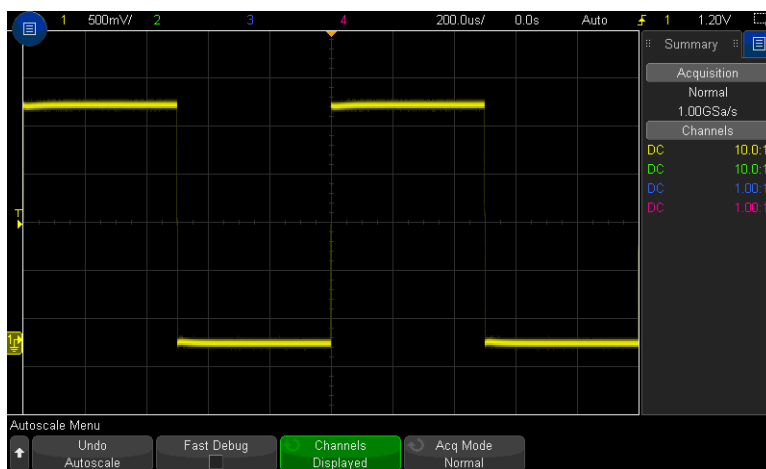 1 500mV/ 2 3 4 200.0us/ 0.0s Auto 1 1.20V
Summary
Acquisition
Normal
1.00GSa/s
Channels
DC 10.0:1
DC 10.0:1
DC 1.00:1
DC 1.00:1
T
1
Autoscale Menu
Undo
Autoscale
Fast Debug
Channels
Displayed
Acq Mode
Normal